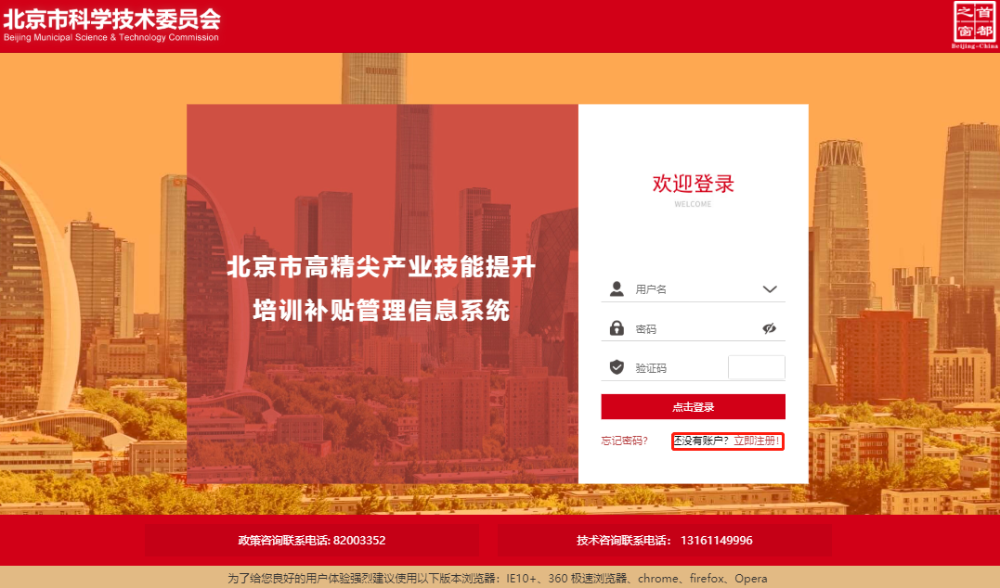 北京市科学技术委员会
Beijing Municipal Science & Technology Commission
首都之窗
Beijing-China
北京市高精尖产业技能提升
培训补贴管理信息系统
欢迎登录
WELCOME
用户名
密码
验证码
点击登录
忘记密码?
还没有账户? 立即注册!
政策咨询联系电话: 82003352
技术咨询联系电话: 13161149996
为了给您良好的用户体验强烈建议使用以下版本浏览器: IE10+、360 极速浏览器、chrome、firefox、Opera